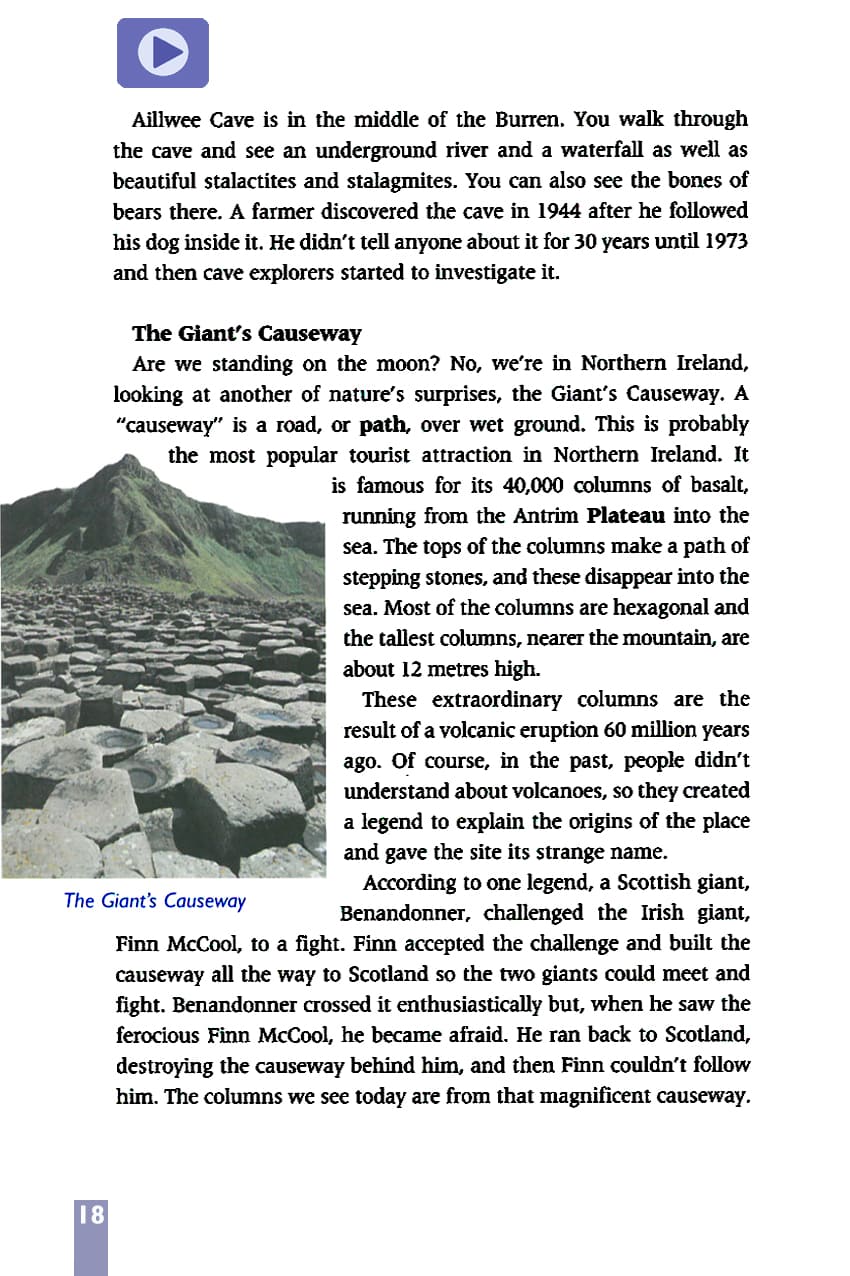 Aillwee Cave is in the middle of the Burren. You walk through
the cave and see an underground river and a waterfall as well as
beautiful stalactites and stalagmites. You can also see the bones of
bears there. A farmer discovered the cave in 1944 after he followed
his dog inside it. He didn't tell anyone about it for 30 years until 1973
and then cave explorers started to investigate it.
The Giant's Causeway
Are we standing on the moon? No, we're in Northern Ireland,
looking at another of nature's surprises, the Giant's Causeway. A
"causeway" is a road, or path, over wet ground. This is probably
the most popular tourist attraction in Northern Ireland. It
is famous for its 40,000 columns of basalt,
running from the Antrim Plateau into the
sea. The tops of the columns make a path of
stepping stones, and these disappear into the
sea. Most of the columns are hexagonal and
the tallest columns, nearer the mountain, are
about 12 metres high.
These extraordinary columns are the
result of a volcanic eruption 60 million years
ago. Of course, in the past, people didn't
understand about volcanoes, so they created
a legend to explain the origins of the place
and gave the site its strange name.
According to one legend, a Scottish giant,
Benandonner, challenged the Irish giant,
Finn McCool, to a fight. Finn accepted the challenge and built the
causeway all the way to Scotland so the two giants could meet and
fight. Benandonner crossed it enthusiastically but, when he saw the
ferocious Finn McCool, he became afraid. He ran back to Scotland,
destroying the causeway behind him, and then Finn couldn't follow
him. The columns we see today are from that magnificent causeway.
The Giant's Causeway
18